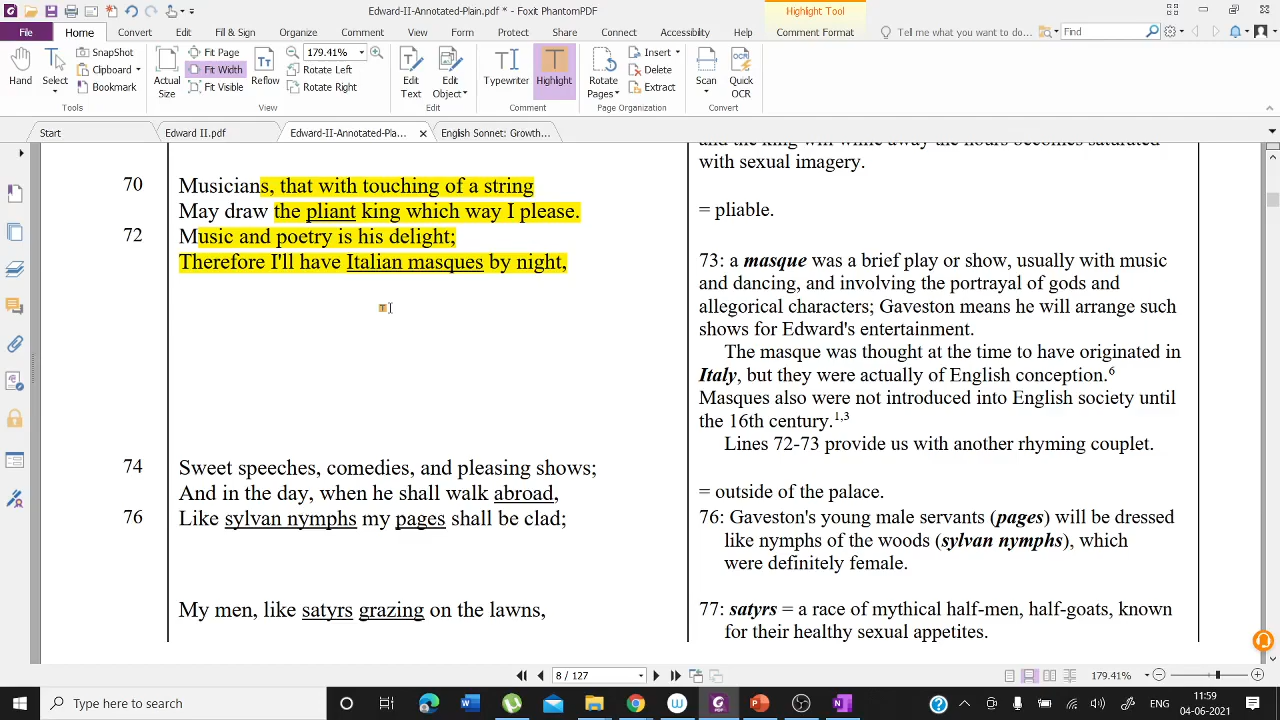 Edward-II-Annotated-Plain.pdf * - Foxit PhantomPDF
Highlight Tool
File Home Convert Edit Fill & Sign Organize Comment View Form Protect Share Connect Accessibility Help Comment Format Tell me what you want to do... Find
SnapShot Fit Page 179.41% Rotate Left Insert
Clipboard Fit Width Rotate Right Delete
Bookmark Fit Visible Extract
Hand Select Actual Size Reflow Edit Text Edit Object Typewriter Highlight Rotate Pages Scan Quick OCR
Tools View Edit Comment Page Organization Convert
Start Edward II.pdf Edward-II-Annotated-Pla... English Sonnet: Growth...
and the king will while away the hours becomes saturated
with sexual imagery.
70 Musicians, that with touching of a string
May draw the pliant king which way I please.
= pliable.
72 Music and poetry is his delight;
Therefore I'll have Italian masques by night,
73: a masque was a brief play or show, usually with music
and dancing, and involving the portrayal of gods and
allegorical characters; Gaveston means he will arrange such
shows for Edward's entertainment.
The masque was thought at the time to have originated in
Italy, but they were actually of English conception.6
Masques also were not introduced into English society until
the 16th century.1,3
Lines 72-73 provide us with another rhyming couplet.
74 Sweet speeches, comedies, and pleasing shows;
And in the day, when he shall walk abroad,
= outside of the palace.
76 Like sylvan nymphs my pages shall be clad;
76: Gaveston's young male servants (pages) will be dressed
like nymphs of the woods (sylvan nymphs), which
were definitely female.
My men, like satyrs grazing on the lawns,
77: satyrs = a race of mythical half-men, half-goats, known
for their healthy sexual appetites.
8 / 127
179.41%
Type here to search
ENG
11:59
04-06-2021